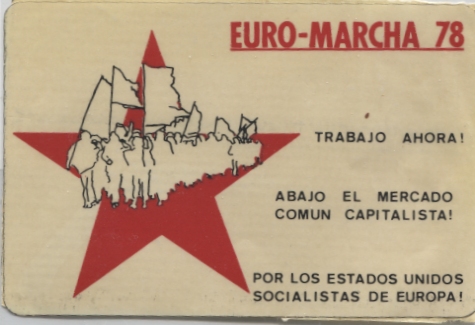 EURO-MARCHA 78
TRABAJO AHORA!
ABAJO EL MERCADO
COMUN CAPITALISTA!
POR LOS ESTADOS UNIDOS
SOCIALISTAS DE EUROPA!